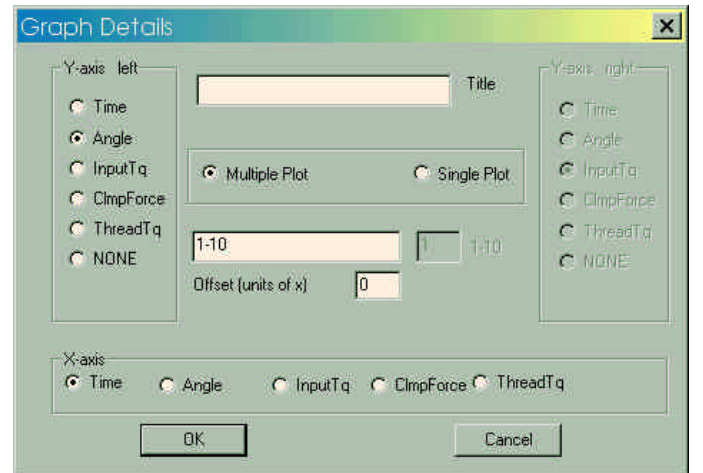 Graph Details
Y-axis left
Time
Angle
InputTq
ClmpForce
ThreadTq
NONE
Title
Multiple Plot
Single Plot
1-10
1
1-10
Offset (units of x)
0
Y-axis right
Time
Angle
InputTq
ClmpForce
ThreadTq
NONE
X-axis
Time
Angle
InputTq
ClmpForce
ThreadTq
OK
Cancel